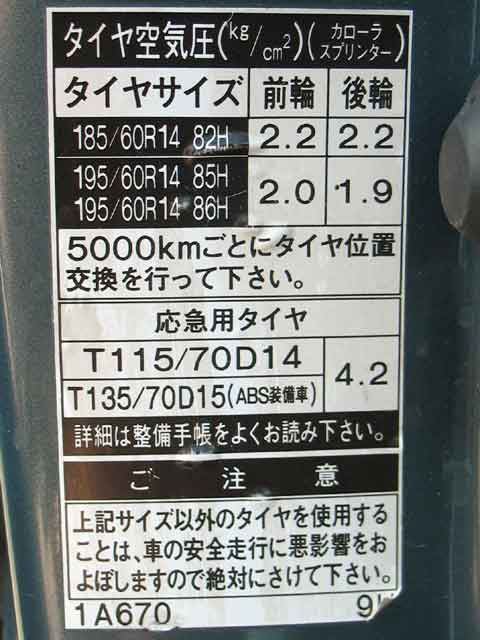 タイヤ空気圧(kg/cm²)(カローラ スプリンター)
タイヤサイズ 前輪 後輪
185/60R14 82H 2.2 2.2
195/60R14 85H
195/60R14 86H 2.0 1.9
5000kmごとにタイヤ位置
交換を行って下さい。
応急用タイヤ
T115/70D14
T135/70D15(ABS装備車) 4.2
詳細は整備手帳をよくお読み下さい。
ご注意
上記サイズ以外のタイヤを使用する
ことは、車の安全走行に悪影響をお
よぼしますので絶対にさけて下さい。
1A670